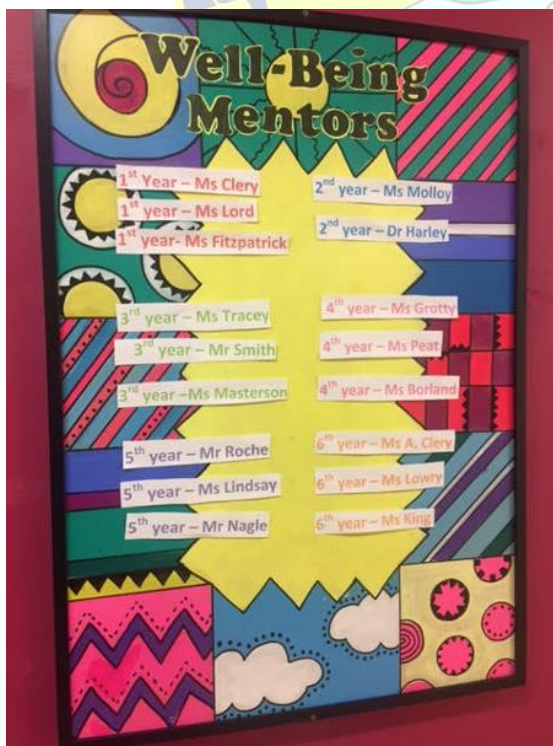 Well-Being
Mentors
1st Year – Ms Clery
1st year – Ms Lord
1st year- Ms Fitzpatrick
2nd year – Ms Molloy
2nd year – Dr Harley
3rd year – Ms Tracey
3rd year – Mr Smith
3rd year –Ms Masterson
4th year – Ms Grotty
4th year – Ms Peat
4th year – Ms Borland
5th year – Mr Roche
5th year – Ms Lindsay
5th year – Mr Nagle
6th year – Ms A. Clery
6th year – Ms Lowry
6th year – Ms King